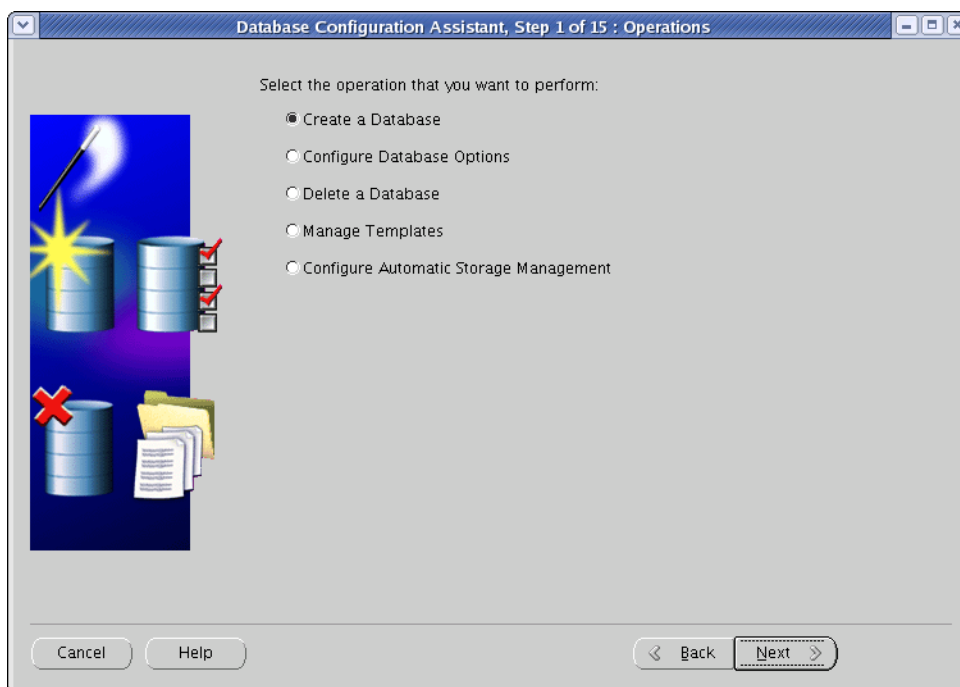 Database Configuration Assistant, Step 1 of 15 : Operations
Select the operation that you want to perform:
Create a Database
Configure Database Options
Delete a Database
Manage Templates
Configure Automatic Storage Management
Cancel
Help
Back
Next